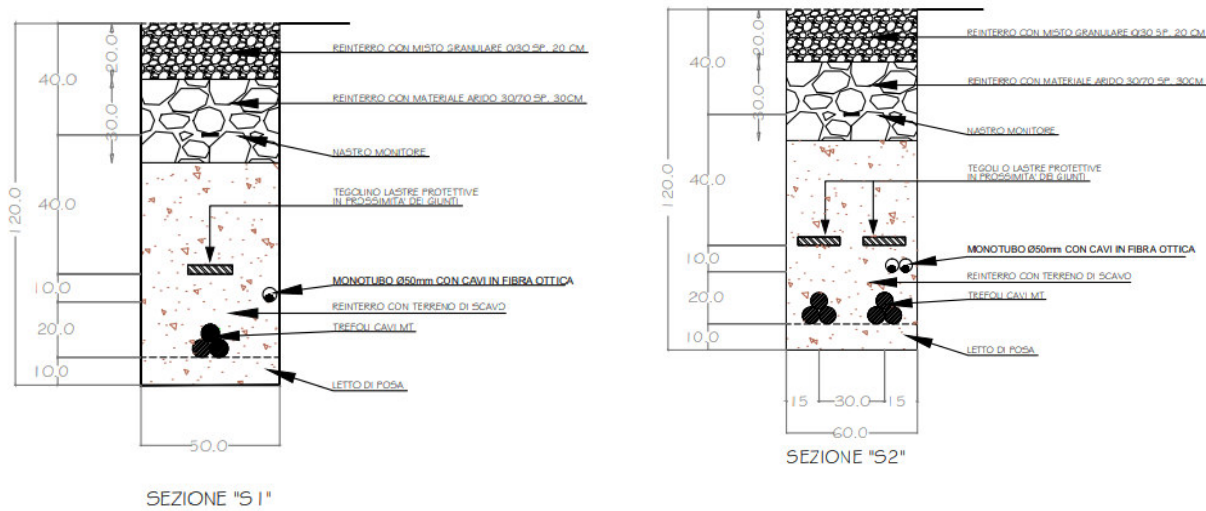 20.0
40.0
30.0
120.0
40.0
10.0
20.0
10.0
50.0
REINTERRO CON MISTO GRANULARE 0/30 SP. 20 CM
REINTERRO CON MATERIALE ARIDO 30/70 SP. 30CM
NASTRO MONITORE
TEGOLINO LASTRE PROTETTIVE
IN PROSSIMITA' DEI GIUNTI
MONOTUBO Ø50mm CON CAVI IN FIBRA OTTICA
REINTERRO CON TERRENO DI SCAVO
TREFOLI CAVI MT
LETTO DI POSA
SEZIONE "S1"
20.0
40.0
30.0
120.0
40.0
10.0
20.0
10.0
15
30.0
15
60.0
REINTERRO CON MISTO GRANULARE 0/30 SP. 20 CM
REINTERRO CON MATERIALE ARIDO 30/70 SP. 30CM
NASTRO MONITORE
TEGOLI O LASTRE PROTETTIVE
IN PROSSIMITA' DEI GIUNTI
MONOTUBO Ø50mm CON CAVI IN FIBRA OTTICA
REINTERRO CON TERRENO DI SCAVO
TREFOLI CAVI MT
LETTO DI POSA
SEZIONE "S2"